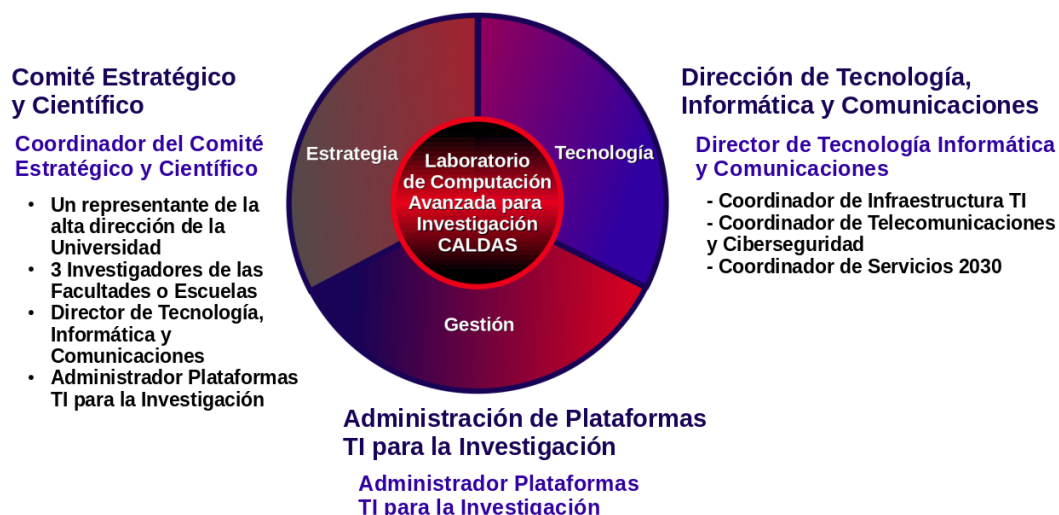 Comité Estratégico
y Científico
Coordinador del Comité
Estratégico y Científico
• Un representante de la
alta dirección de la
Universidad
• 3 Investigadores de las
Facultades o Escuelas
• Director de Tecnología,
Informática y
Comunicaciones
• Administrador Plataformas
TI para la Investigación
Estrategia
Laboratorio
de Computación
Avanzada para
Investigación
CALDAS
Tecnología
Gestión
Dirección de Tecnología,
Informática y Comunicaciones
Director de Tecnología Informática
y Comunicaciones
- Coordinador de Infraestructura TI
- Coordinador de Telecomunicaciones
y Ciberseguridad
- Coordinador de Servicios 2030
Administración de Plataformas
TI para la Investigación
Administrador Plataformas
TI para la Investigación